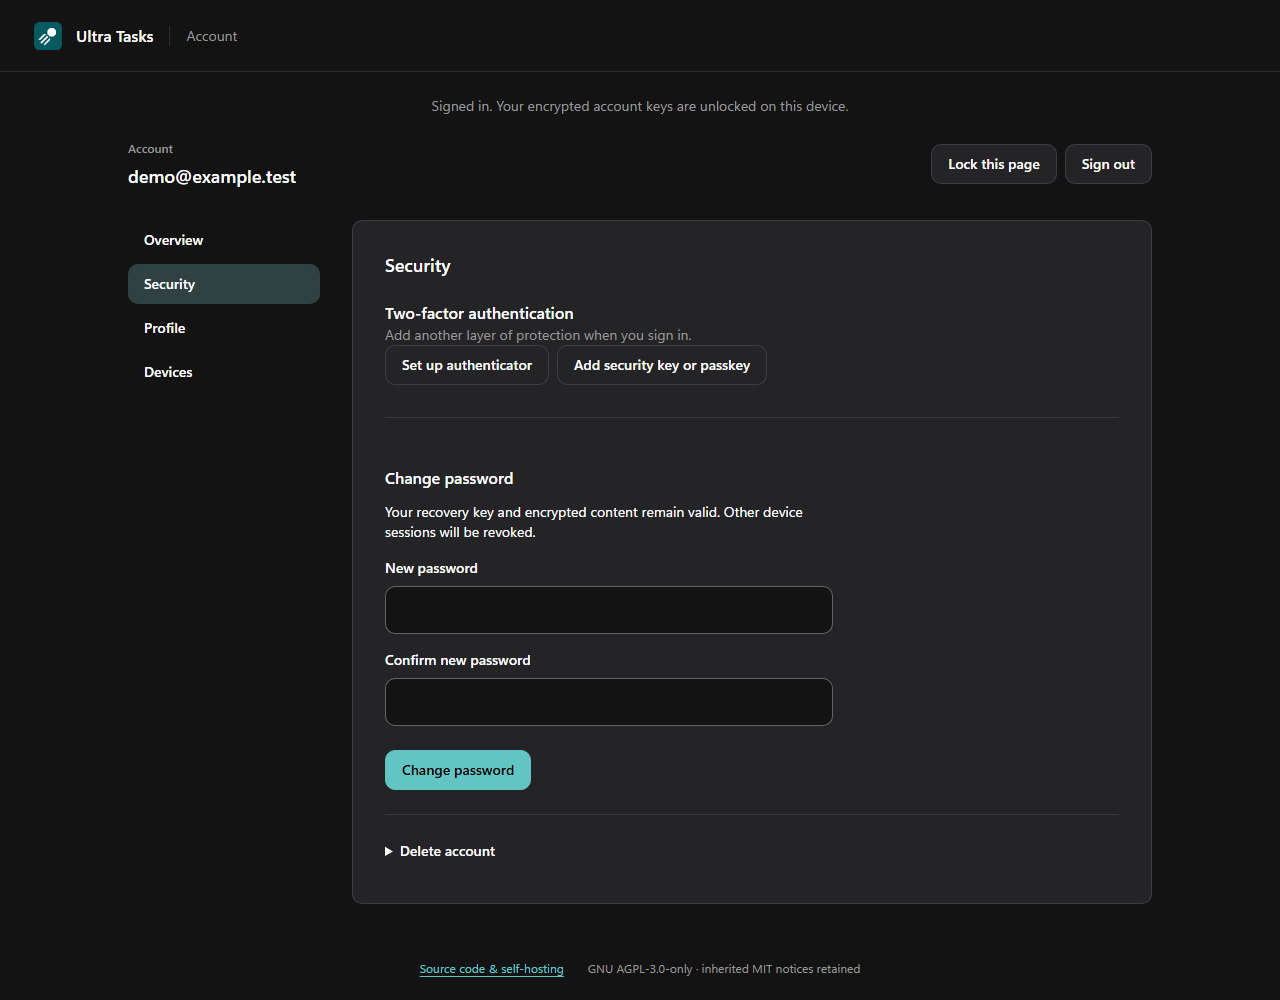 Ultra Tasks
Account
Signed in. Your encrypted account keys are unlocked on this device.
Account
demo@example.test
Lock this page
Sign out
Overview
Security
Profile
Devices
Security
Two-factor authentication
Add another layer of protection when you sign in.
Set up authenticator
Add security key or passkey
Change password
Your recovery key and encrypted content remain valid. Other device
sessions will be revoked.
New password
Confirm new password
Change password
Delete account
Source code & self-hosting
GNU AGPL-3.0-only · inherited MIT notices retained